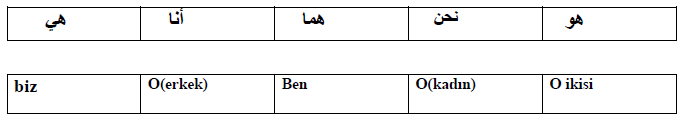 هو نحن هما أنا هي
biz O(erkek) Ben O(kadın) O ikisi